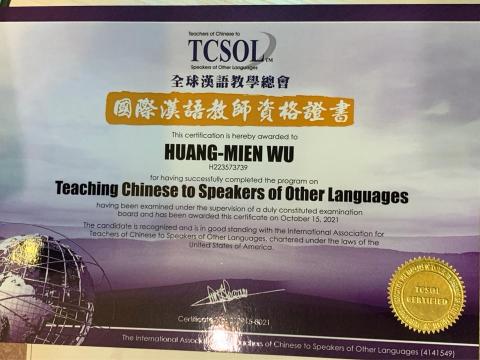 Teachers of Chinese to
TCSOL
TM
Speakers of Other Languages
全球漢語教學總會
國際漢語教師資格證書
This certification is hereby awarded to
HUANG-MIEN WU
H223573739
for having successfully completed the program on
Teaching Chinese to Speakers of Other Languages
having been examined under the supervision of a duly constituted examination
board and has been awarded this certificate on October 15, 2021
The candidate is recognized and is in good standing with the International Association for
Teachers of Chinese to Speakers of Other Languages, chartered under the laws of the
United States of America.
TCSOL
CERTIFIED
Certificate
The International Teachers of Chinese to Speakers of Other Languages (4141549)